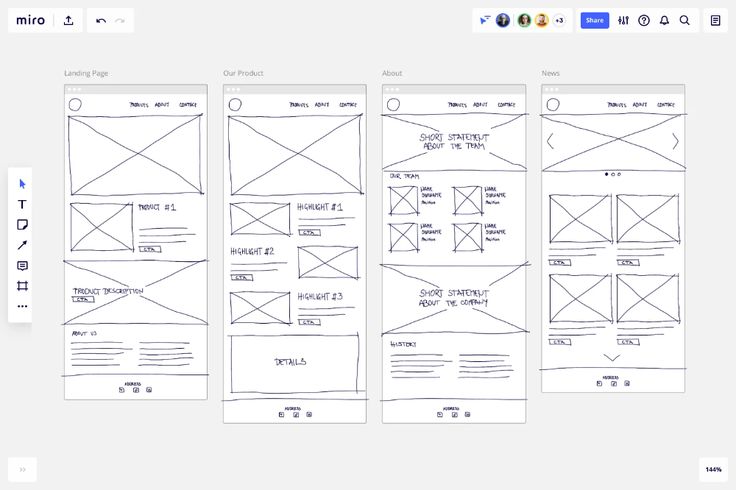 miro
+3
Share
Landing Page
Our Product
About
News
PRODUCTS ABOUT CONTACT
PRODUCT #1
CTA
PRODUCT DESCRIPTION
CTA
ABOUT US
ADDRESS
PRODUCTS ABOUT CONTACT
HIGHLIGHT #1
CTA
HIGHLIGHT #2
CTA
HIGHLIGHT #3
CTA
DETAILS
ADDRESS
PRODUCTS ABOUT CONTACT
SHORT STATEMENT
ABOUT THE TEAM
OUR TEAM
NAME
SURNAME
Position
NAME
SURNAME
Position
NAME
SURNAME
Position
NAME
SURNAME
Position
SHORT STATEMENT
ABOUT THE COMPANY
HISTORY
ADDRESS
PRODUCTS ABOUT CONTACT
CTA
CTA
CTA
CTA
ADDRESS
144%